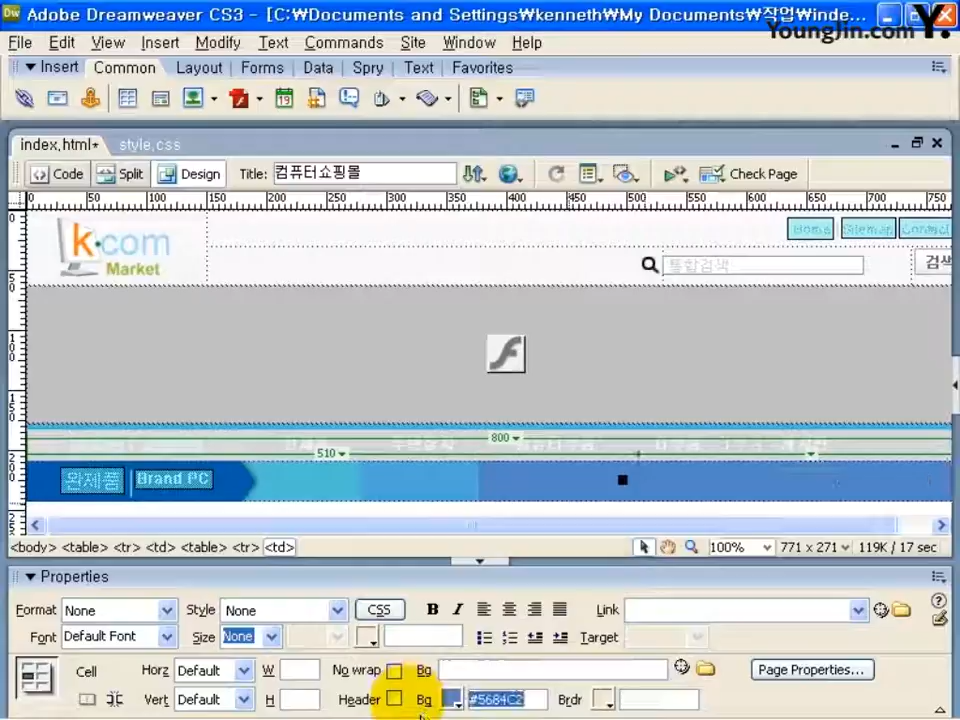 Adobe Dreamweaver CS3 - [C:₩Documents and Settings₩kenneth₩My Documents₩작업₩inde...
YoungJin.com Y.
File Edit View Insert Modify Text Commands Site Window Help
Insert Common Layout Forms Data Spry Text Favorites
index.html* style.css
Code Split Design Title: 컴퓨터쇼핑몰 Check Page
0 50 100 150 200 250 300 350 400 450 500 550 600 650 700 750
k·com
Market
Home Sitemap Contact
통합검색 검색
800
510
완제품 Brand PC
<body> <table> <tr> <td> <table> <tr> <td> 100% 771 x 271 119K / 17 sec
Properties
Format None Style None CSS B I Link
Font Default Font Size None Target
Cell Horz Default W No wrap Bg Page Properties...
Vert Default H Header Bg #5684C2 Brdr